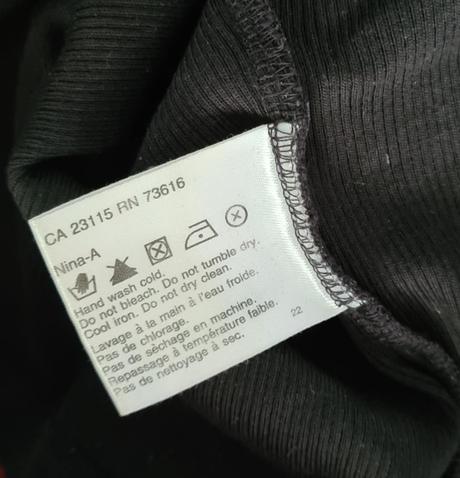 CA 23115 RN 73616
Nina-A
Hand wash cold.
Do not bleach. Do not tumble dry.
Cool iron. Do not dry clean.
Lavage à la main à l'eau froide.
Pas de chlorage.
Pas de séchage en machine.
Repassage à température faible.
Pas de nettoyage à sec.
22